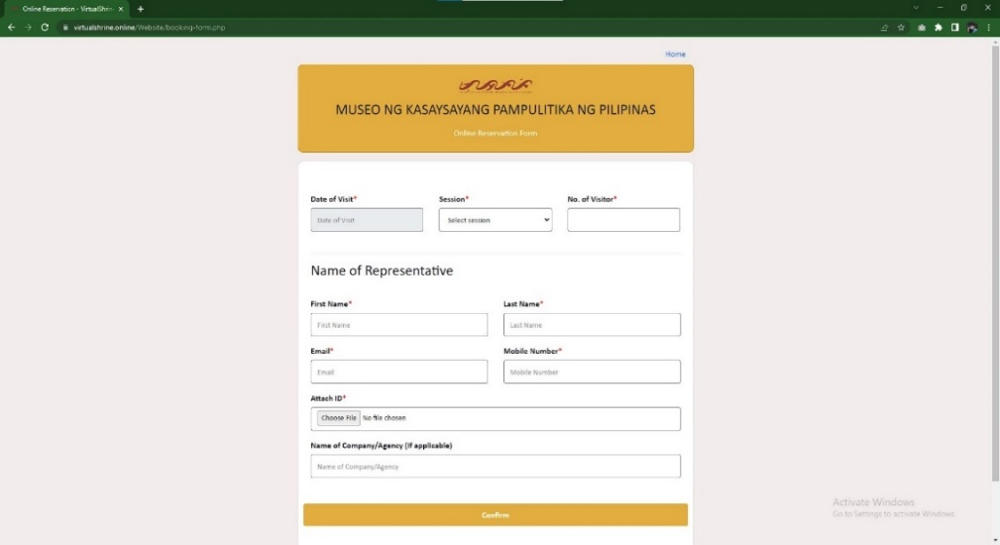 Online Reservation - VirtualShrin
virtualshrine.online/Website/booking-form.php
Home
MUSEO NG KASAYSAYANG PAMPULITIKA NG PILIPINAS
Online Reservation Form
Date of Visit* Session* No. of Visitor*
Date of Visit Select session
Name of Representative
First Name* Last Name*
First Name Last Name
Email* Mobile Number*
Email Mobile Number
Attach ID*
Choose File No file chosen
Name of Company/Agency (if applicable)
Name of Company/Agency
Confirm
Activate Windows
Go to Settings to activate Windows.